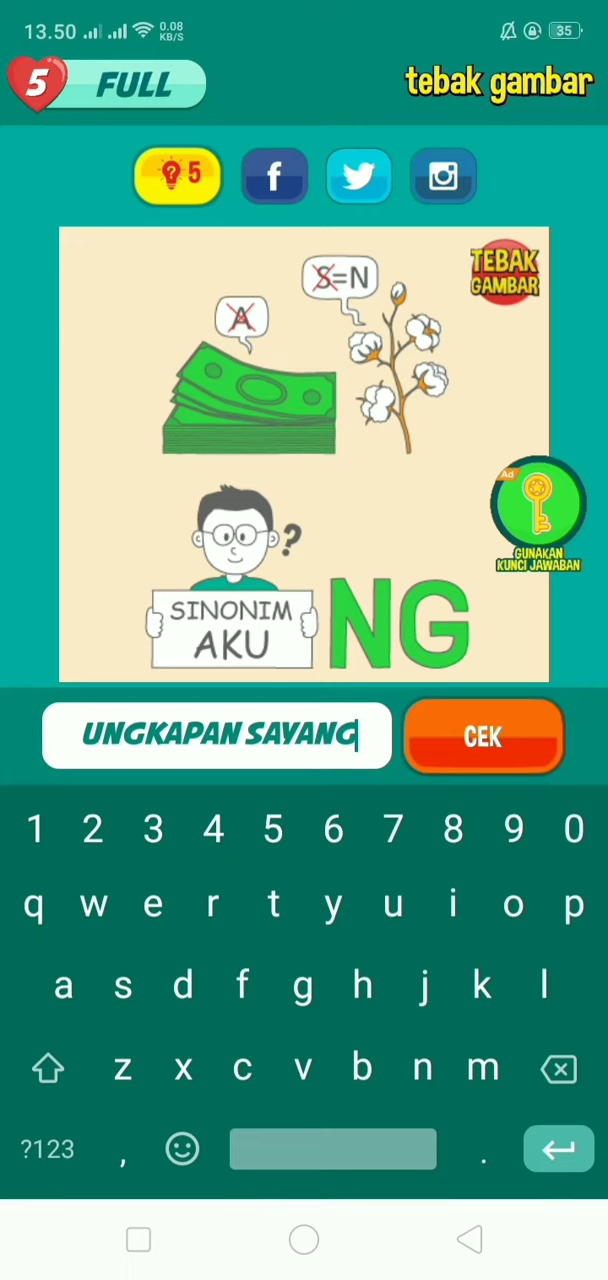 13.50
0.08
KB/S
35
5
FULL
tebak gambar
? 5
f
TEBAK
GAMBAR
S=N
A
Ad
GUNAKAN
KUNCI JAWABAN
?
SINONIM
AKU
NG
UNGKAPAN SAYANG
CEK
1 2 3 4 5 6 7 8 9 0
q w e r t y u i o p
a s d f g h j k l
z x c v b n m
?123 , .